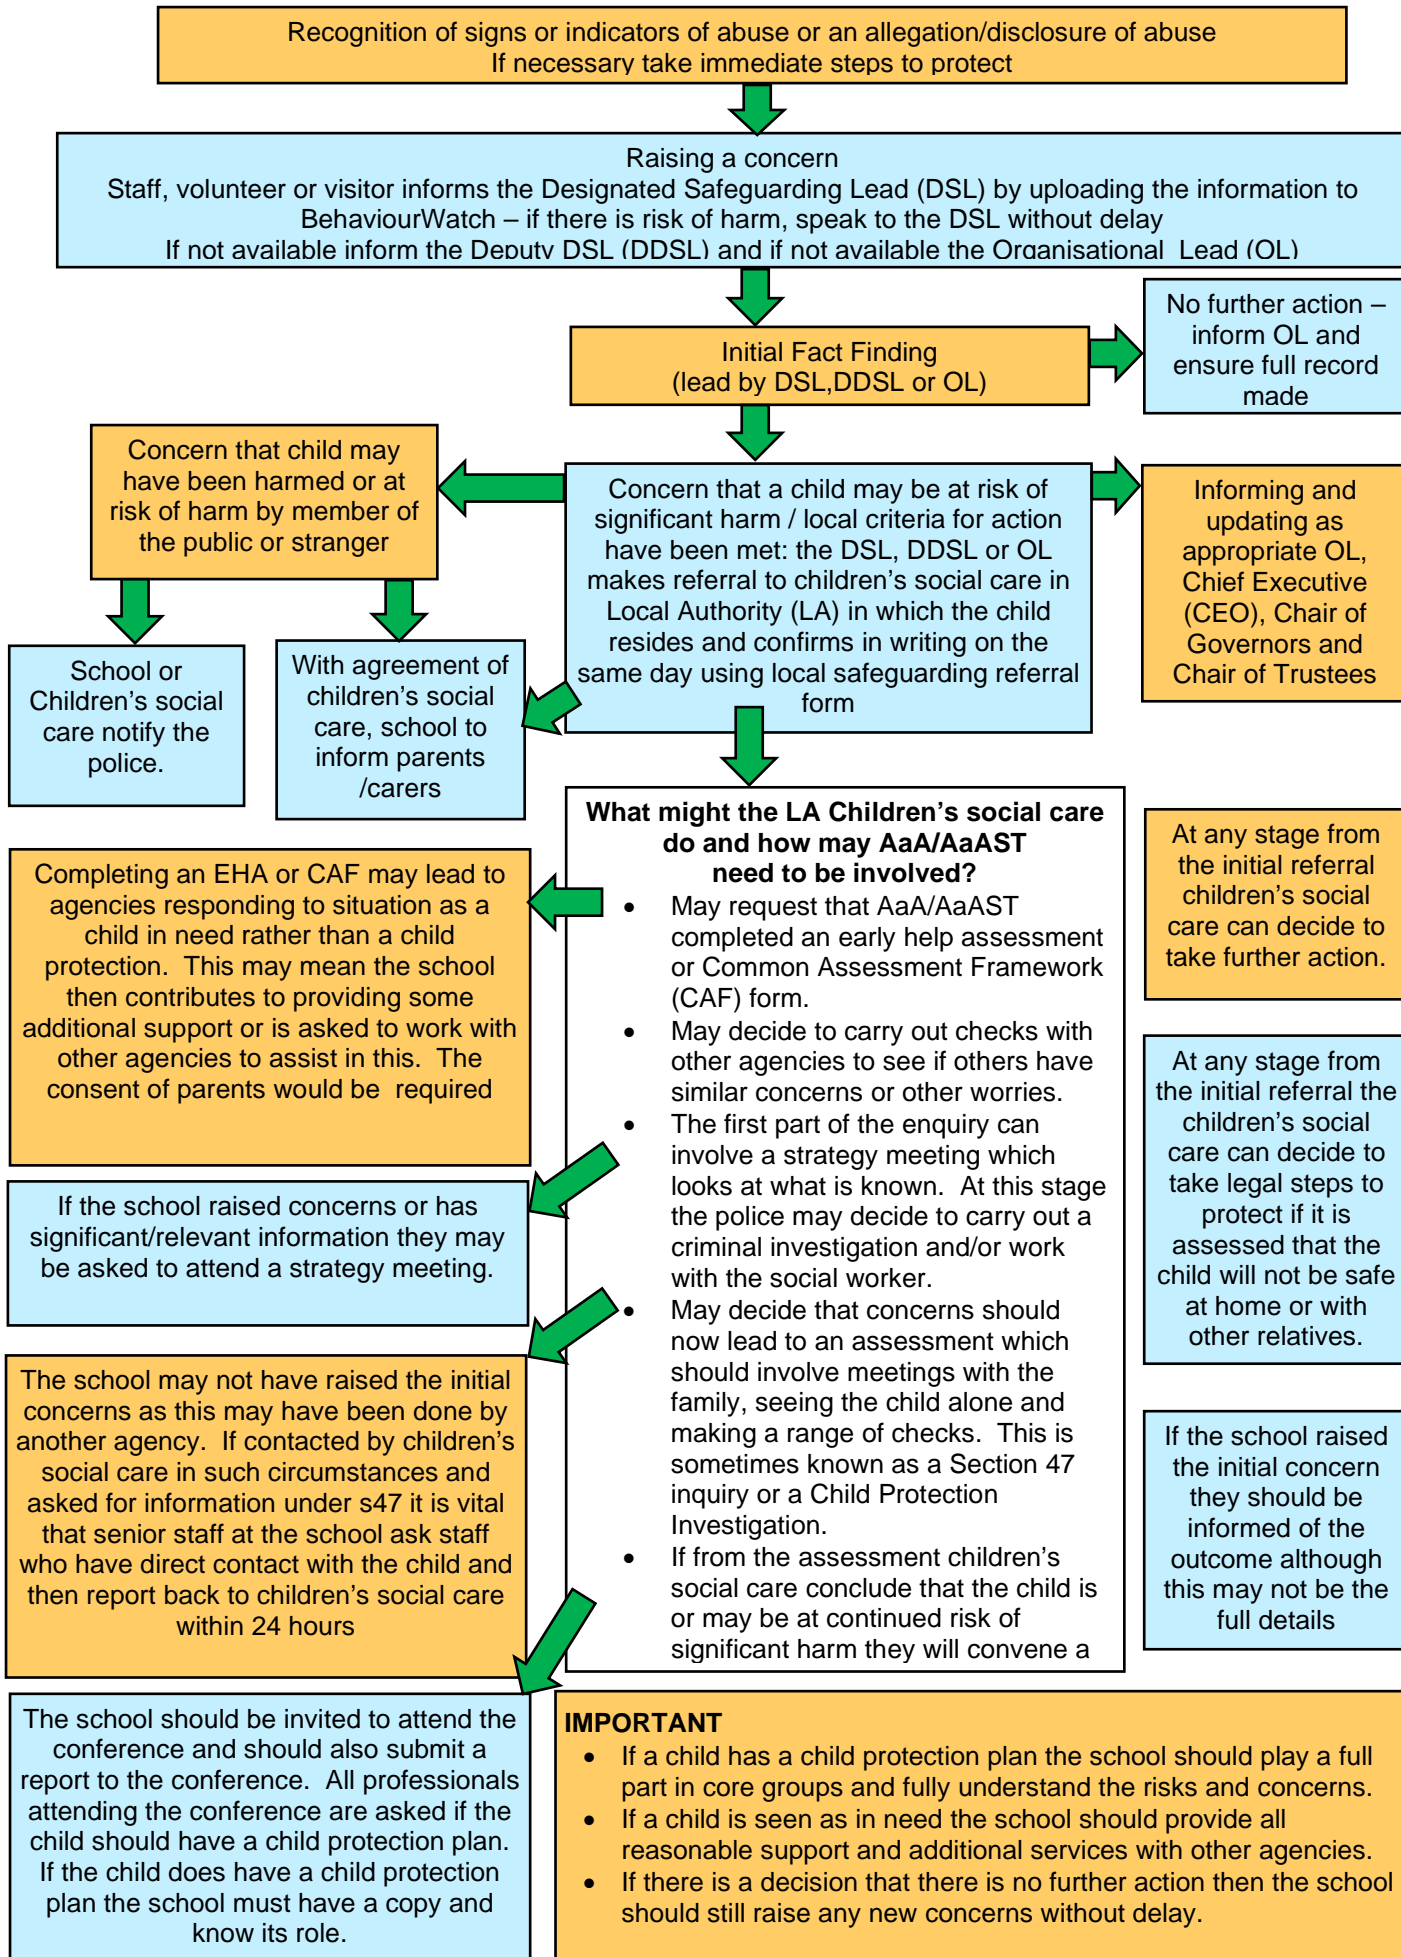 Recognition of signs or indicators of abuse or an allegation/disclosure of abuse
If necessary take immediate steps to protect
Raising a concern
Staff, volunteer or visitor informs the Designated Safeguarding Lead (DSL) by uploading the information to
BehaviourWatch – if there is risk of harm, speak to the DSL without delay
If not available inform the Deputy DSL (DDSL) and if not available the Organisational Lead (OL)
Initial Fact Finding
(lead by DSL,DDSL or OL)
No further action –
inform OL and
ensure full record
made
Concern that child may
have been harmed or at
risk of harm by member of
the public or stranger
Concern that a child may be at risk of
significant harm / local criteria for action
have been met: the DSL, DDSL or OL
makes referral to children’s social care in
Local Authority (LA) in which the child
resides and confirms in writing on the
same day using local safeguarding referral
form
Informing and
updating as
appropriate OL,
Chief Executive
(CEO), Chair of
Governors and
Chair of Trustees
School or
Children’s social
care notify the
police.
With agreement of
children’s social
care, school to
inform parents
/carers
What might the LA Children’s social care
do and how may AaA/AaAST
need to be involved?
• May request that AaA/AaAST
completed an early help assessment
or Common Assessment Framework
(CAF) form.
• May decide to carry out checks with
other agencies to see if others have
similar concerns or other worries.
• The first part of the enquiry can
involve a strategy meeting which
looks at what is known. At this stage
the police may decide to carry out a
criminal investigation and/or work
with the social worker.
• May decide that concerns should
now lead to an assessment which
should involve meetings with the
family, seeing the child alone and
making a range of checks. This is
sometimes known as a Section 47
inquiry or a Child Protection
Investigation.
• If from the assessment children’s
social care conclude that the child is
or may be at continued risk of
significant harm they will convene a
Completing an EHA or CAF may lead to
agencies responding to situation as a
child in need rather than a child
protection. This may mean the school
then contributes to providing some
additional support or is asked to work with
other agencies to assist in this. The
consent of parents would be required
If the school raised concerns or has
significant/relevant information they may
be asked to attend a strategy meeting.
The school may not have raised the initial
concerns as this may have been done by
another agency. If contacted by children’s
social care in such circumstances and
asked for information under s47 it is vital
that senior staff at the school ask staff
who have direct contact with the child and
then report back to children’s social care
within 24 hours
The school should be invited to attend the
conference and should also submit a
report to the conference. All professionals
attending the conference are asked if the
child should have a child protection plan.
If the child does have a child protection
plan the school must have a copy and
know its role.
At any stage from
the initial referral
children’s social
care can decide to
take further action.
At any stage from
the initial referral the
children’s social
care can decide to
take legal steps to
protect if it is
assessed that the
child will not be safe
at home or with
other relatives.
If the school raised
the initial concern
they should be
informed of the
outcome although
this may not be the
full details
IMPORTANT
• If a child has a child protection plan the school should play a full
part in core groups and fully understand the risks and concerns.
• If a child is seen as in need the school should provide all
reasonable support and additional services with other agencies.
• If there is a decision that there is no further action then the school
should still raise any new concerns without delay.